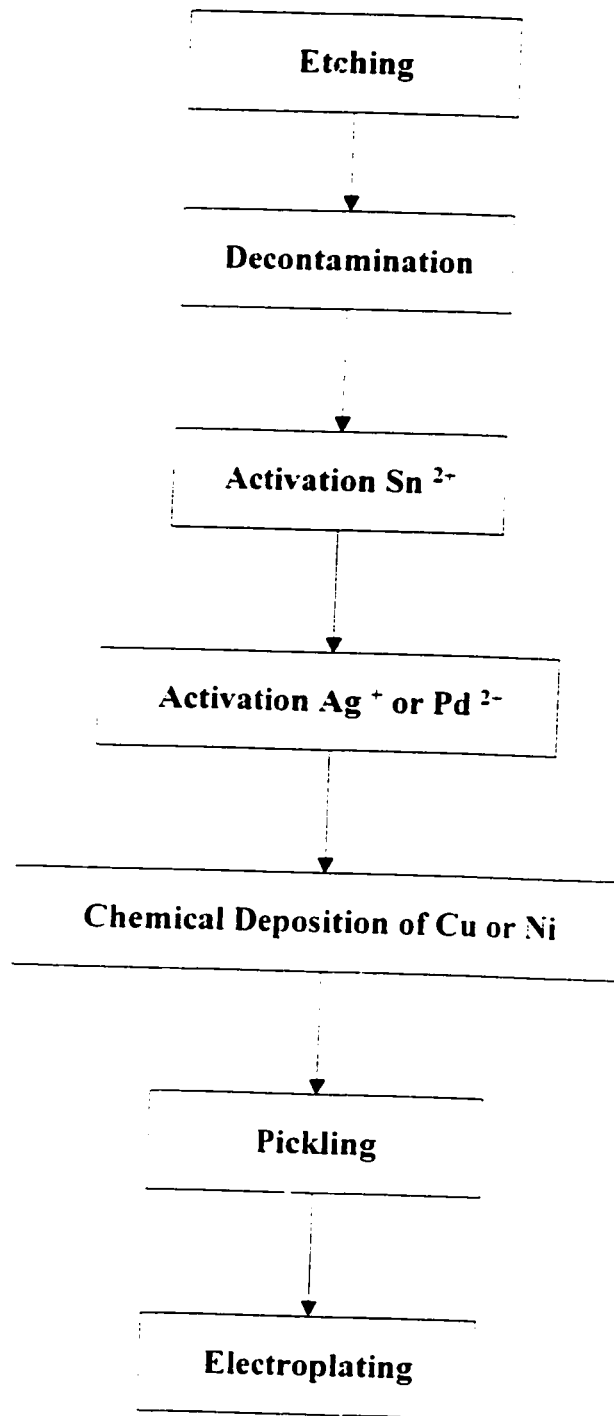 Etching
Decontamination
Activation Sn ²⁺
Activation Ag ⁺ or Pd ²⁻
Chemical Deposition of Cu or Ni
Pickling
Electroplating